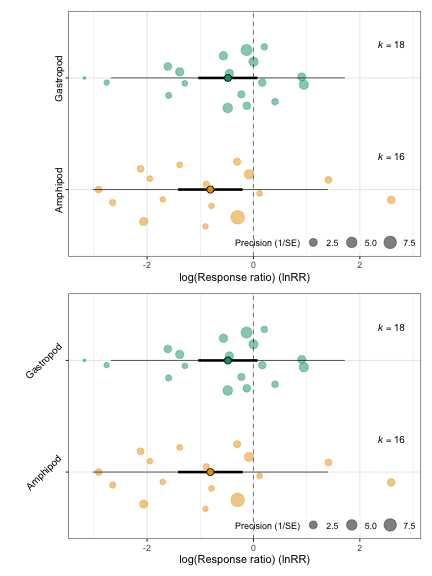 k = 18
Gastropod
k = 16
Amphipod
Precision (1/SE) 2.5 5.0 7.5
-2 0 2
log(Response ratio) (lnRR)
k = 18
Gastropod
k = 16
Amphipod
Precision (1/SE) 2.5 5.0 7.5
-2 0 2
log(Response ratio) (lnRR)